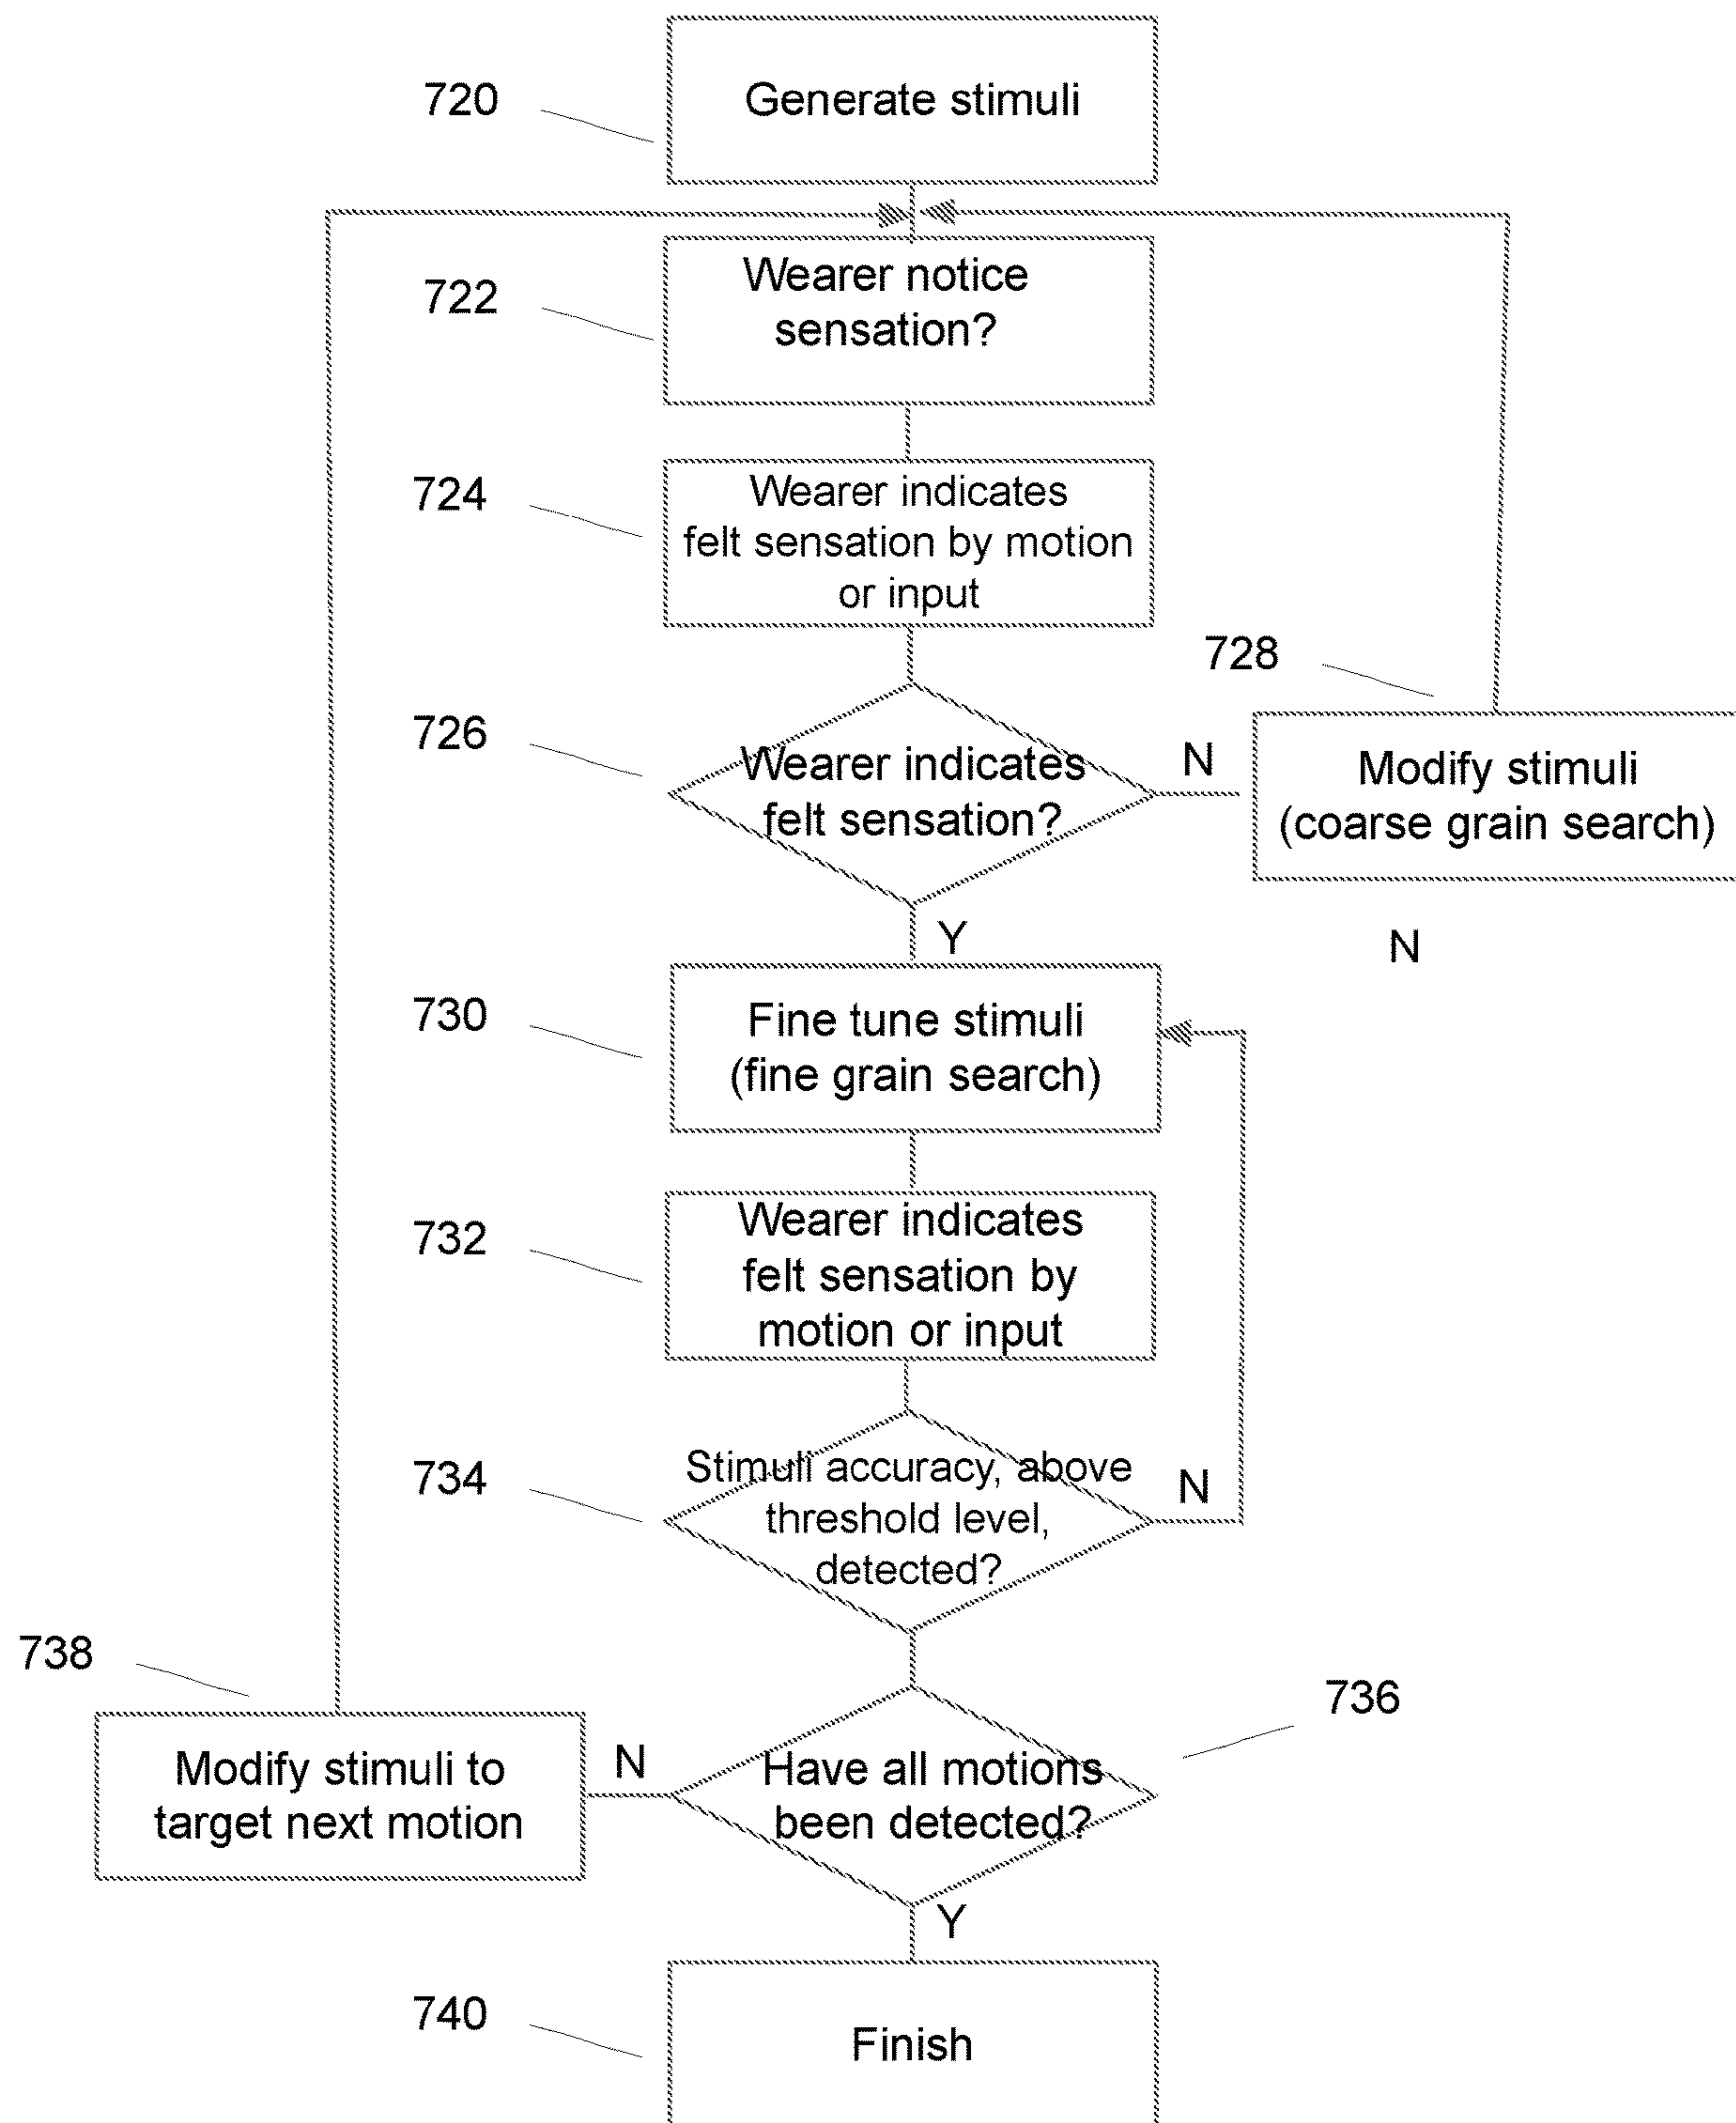 720
Generate stimuli
722
Wearer notice
sensation?
724
Wearer indicates
felt sensation by motion
or input
728
726
Wearer indicates
felt sensation?
N
Modify stimuli
(coarse grain search)
Y
N
730
Fine tune stimuli
(fine grain search)
732
Wearer indicates
felt sensation by
motion or input
734
Stimuli accuracy, above
threshold level,
detected?
N
738
736
Modify stimuli to
target next motion
N
Have all motions
been detected?
Y
740
Finish